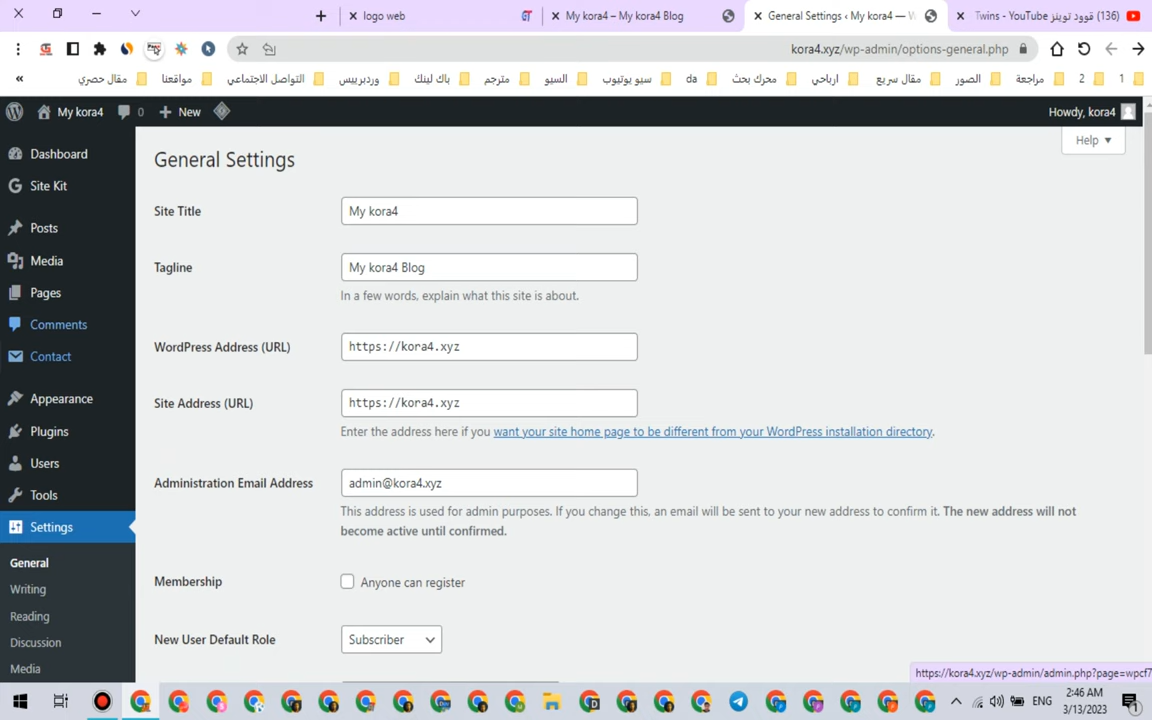 logo web
My kora4 – My kora4 Blog
General Settings ‹ My kora4 — W
(136) قوود توينز Twins - YouTube
kora4.xyz/wp-admin/options-general.php
« مقال حصري مواقعنا التواصل الاجتماعي وردبرييس باك لينك مترجم السيو سيو يوتيوب da محرك بحث ارباحي مقال سريع الصور مراجعة 2 1
My kora4 0 New Howdy, kora4
Help
Dashboard
Site Kit
Posts
Media
Pages
Comments
Contact
Appearance
Plugins
Users
Tools
Settings
General
Writing
Reading
Discussion
Media
General Settings
Site Title My kora4
Tagline My kora4 Blog
In a few words, explain what this site is about.
WordPress Address (URL) https://kora4.xyz
Site Address (URL) https://kora4.xyz
Enter the address here if you want your site home page to be different from your WordPress installation directory.
Administration Email Address admin@kora4.xyz
This address is used for admin purposes. If you change this, an email will be sent to your new address to confirm it. The new address will not
become active until confirmed.
Membership Anyone can register
New User Default Role Subscriber
https://kora4.xyz/wp-admin/admin.php?page=wpcf7
ENG 2:46 AM
3/13/2023